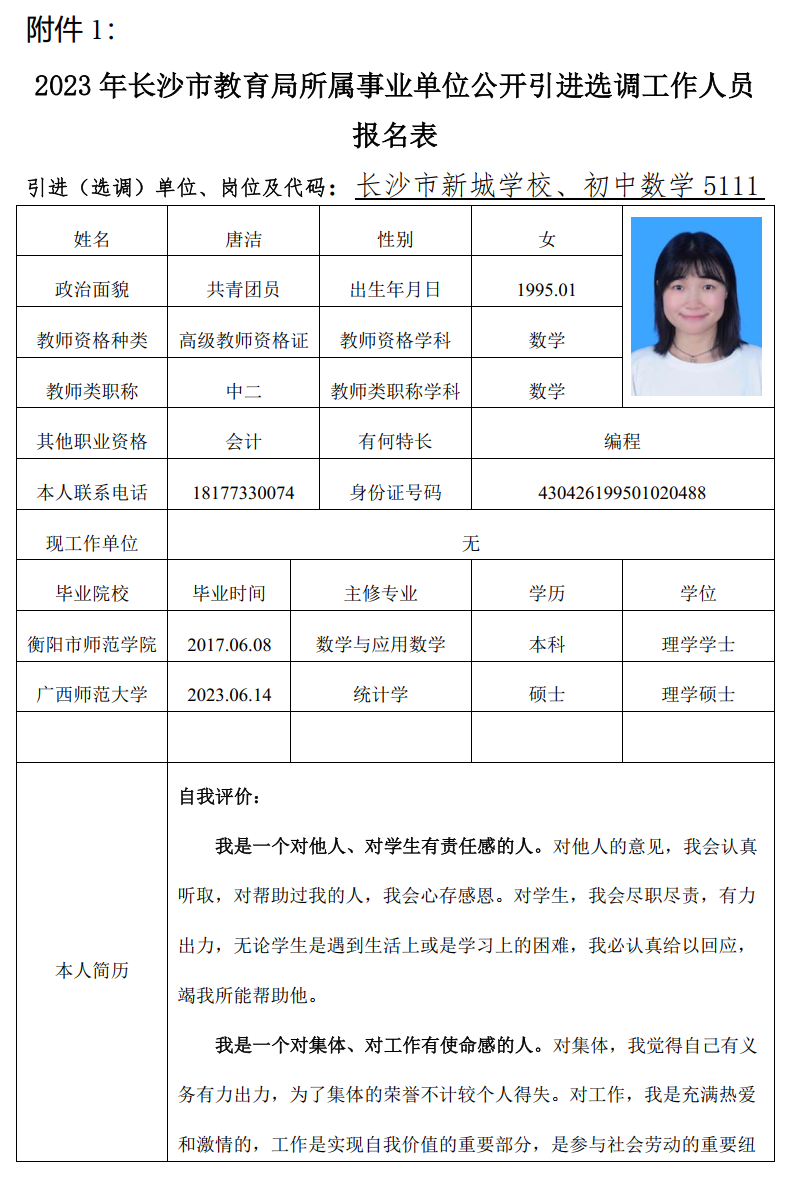 附件 1：
2023 年长沙市教育局所属事业单位公开引进选调工作人员
报名表
引进（选调）单位、岗位及代码：长沙市新城学校、初中数学 5111
姓名 唐洁 性别 女
政治面貌 共青团员 出生年月日 1995.01
教师资格种类 高级教师资格证 教师资格学科 数学
教师类职称 中二 教师类职称学科 数学
其他职业资格 会计 有何特长 编程
本人联系电话 18177330074 身份证号码 430426199501020488
现工作单位 无
毕业院校 毕业时间 主修专业 学历 学位
衡阳市师范学院 2017.06.08 数学与应用数学 本科 理学学士
广西师范大学 2023.06.14 统计学 硕士 理学硕士
自我评价：
我是一个对他人、对学生有责任感的人。对他人的意见，我会认真
听取，对帮助过我的人，我会心存感恩。对学生，我会尽职尽责，有力
出力，无论学生是遇到生活上或是学习上的困难，我必认真给以回应，
本人简历
竭我所能帮助他。
我是一个对集体、对工作有使命感的人。对集体，我觉得自己有义
务有力出力，为了集体的荣誉不计较个人得失。对工作，我是充满热爱
和激情的，工作是实现自我价值的重要部分，是参与社会劳动的重要纽